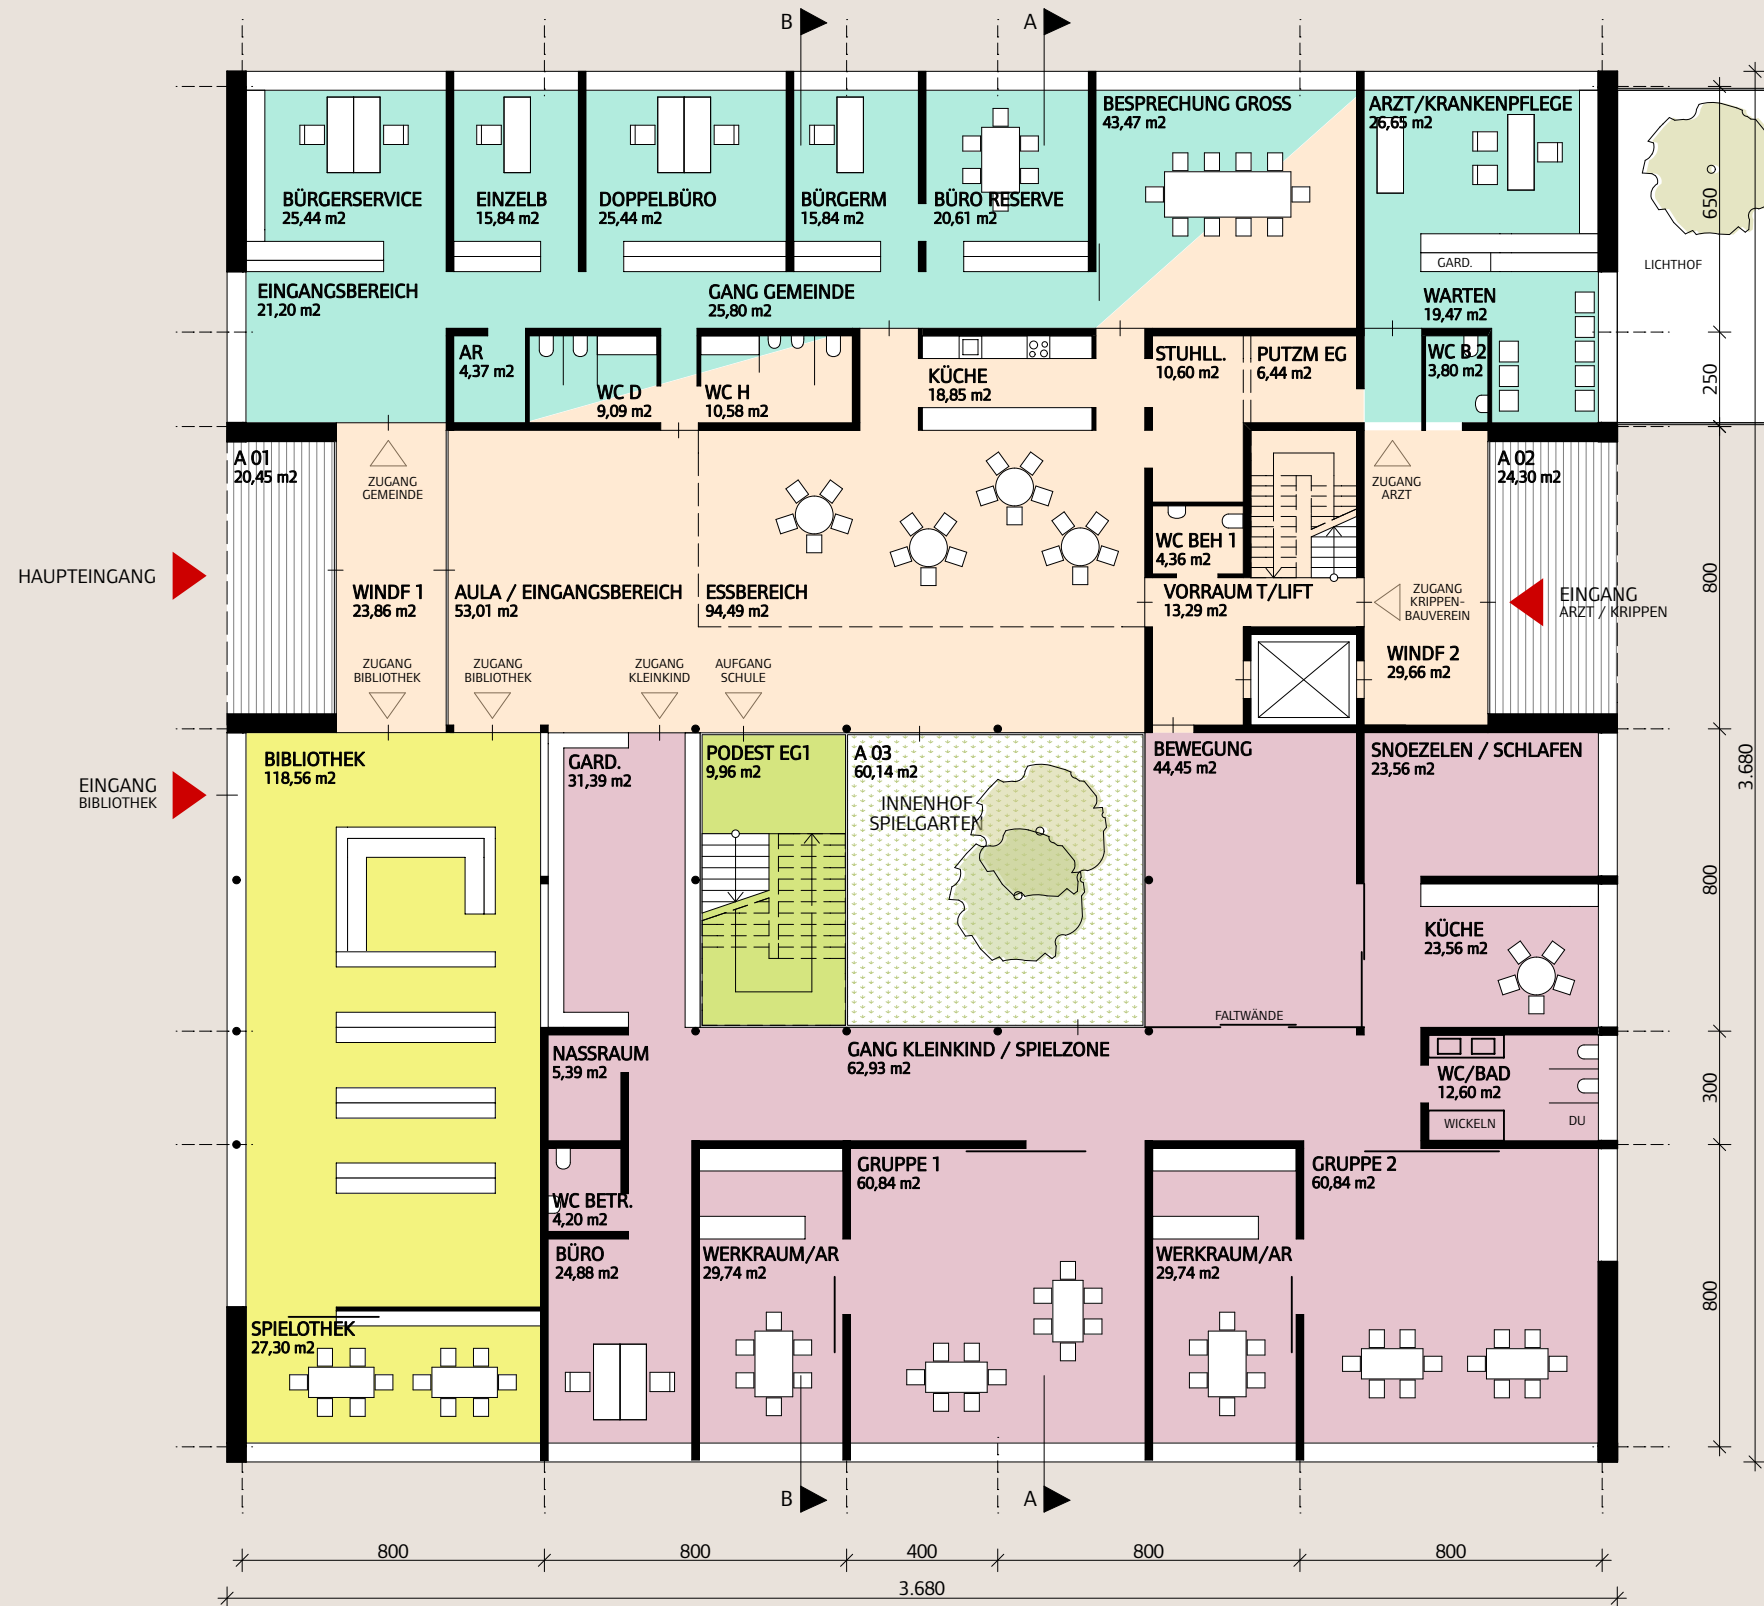 B
A
BÜRGERSERVICE
25,44 m2
EINZELB
15,84 m2
DOPPELBÜRO
25,44 m2
BÜRGERM
15,84 m2
BÜRO RESERVE
20,61 m2
BESPRECHUNG GROSS
43,47 m2
ARZT/KRANKENPFLEGE
26,65 m2
GARD.
LICHTHOF
650
EINGANGSBEREICH
21,20 m2
GANG GEMEINDE
25,80 m2
WARTEN
19,47 m2
AR
4,37 m2
WC D
9,09 m2
WC H
10,58 m2
KÜCHE
18,85 m2
STUHLL.
10,60 m2
PUTZM EG
6,44 m2
WC B 2
3,80 m2
250
A 01
20,45 m2
ZUGANG
GEMEINDE
ZUGANG
ARZT
A 02
24,30 m2
HAUPTEINGANG
WINDF 1
23,86 m2
AULA / EINGANGSBEREICH
53,01 m2
ESSBEREICH
94,49 m2
WC BEH 1
4,36 m2
VORRAUM T/LIFT
13,29 m2
ZUGANG
KRIPPEN-
BAUVEREIN
EINGANG
ARZT / KRIPPEN
800
WINDF 2
29,66 m2
ZUGANG
BIBLIOTHEK
ZUGANG
BIBLIOTHEK
ZUGANG
KLEINKIND
AUFGANG
SCHULE
BIBLIOTHEK
118,56 m2
EINGANG
BIBLIOTHEK
GARD.
31,39 m2
PODEST EG1
9,96 m2
A 03
60,14 m2
INNENHOF
SPIELGARTEN
BEWEGUNG
44,45 m2
SNOEZELEN / SCHLAFEN
23,56 m2
3.680
800
KÜCHE
23,56 m2
FALTWÄNDE
NASSRAUM
5,39 m2
GANG KLEINKIND / SPIELZONE
62,93 m2
WC/BAD
12,60 m2
WICKELN
DU
300
WC BETR.
4,20 m2
GRUPPE 1
60,84 m2
GRUPPE 2
60,84 m2
BÜRO
24,88 m2
WERKRAUM/AR
29,74 m2
WERKRAUM/AR
29,74 m2
800
SPIELOTHEK
27,30 m2
B
A
800
800
400
800
800
3.680